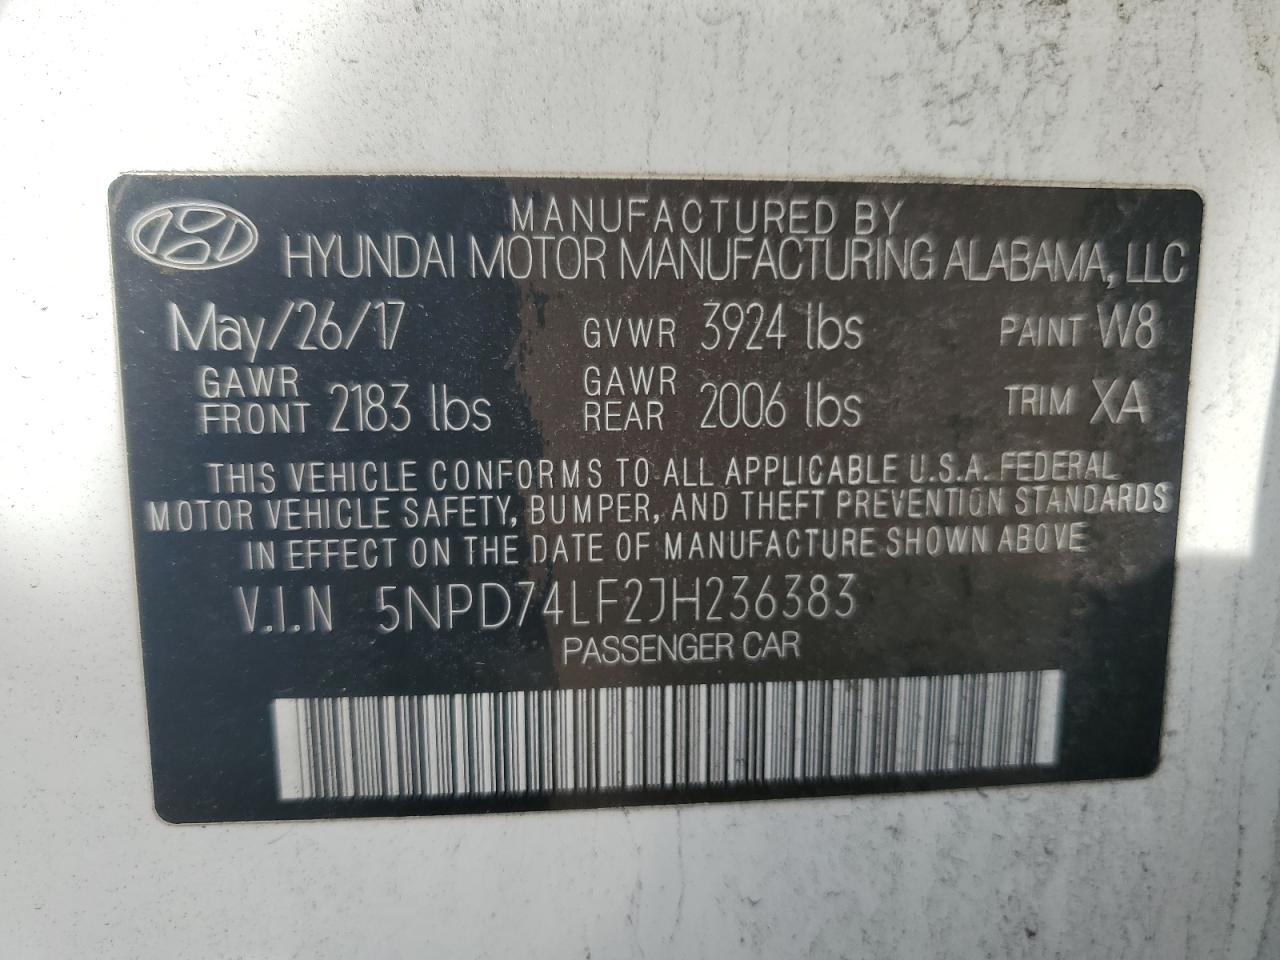 MANUFACTURED BY
HYUNDAI MOTOR MANUFACTURING ALABAMA, LLC
May/26/17 GVWR 3924 lbs PAINT W8
GAWR FRONT 2183 lbs GAWR REAR 2006 lbs TRIM XA
THIS VEHICLE CONFORMS TO ALL APPLICABLE U.S.A. FEDERAL
MOTOR VEHICLE SAFETY, BUMPER, AND THEFT PREVENTION STANDARDS
IN EFFECT ON THE DATE OF MANUFACTURE SHOWN ABOVE
V.I.N 5NPD74LF2JH236383
PASSENGER CAR